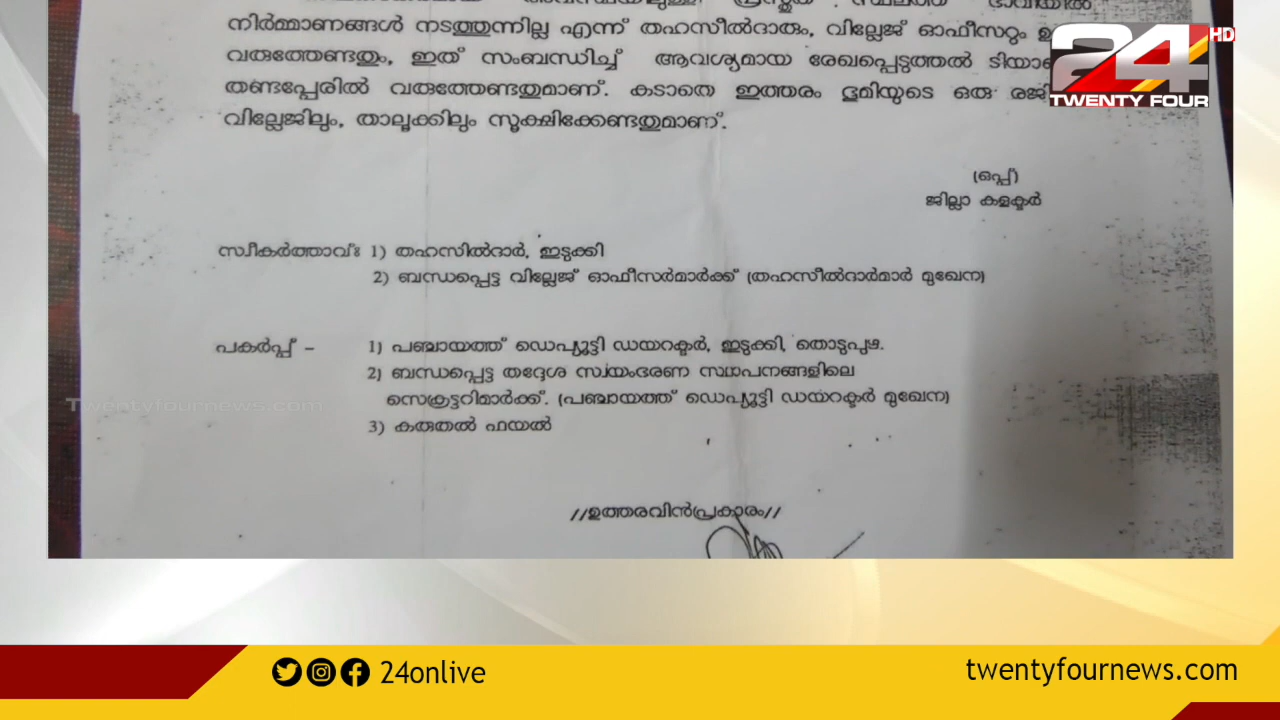 നിർമ്മാണങ്ങൾ നടത്തുന്നില്ല എന്ന് തഹസീൽദാരും, വില്ലേജ് ഓഫീസറും
വരുത്തേണ്ടതും, ഇത് സംബന്ധിച്ച് ആവശ്യമായ രേഖപ്പെടുത്തൽ
തണ്ടപ്പേരിൽ വരുത്തേണ്ടതുമാണ്. കടാതെ ഇത്തരം ഭൂമിയുടെ ഒരു
വില്ലേജിലും, താലൂക്കിലും സൂക്ഷിക്കേണ്ടതുമാണ്.
(ഒപ്പ്)
ജില്ലാ കളക്ടർ
സ്വീകർത്താവ്: 1) തഹസിൽദാർ, ഇടുക്കി
2) ബന്ധപ്പെട്ട വില്ലേജ് ഓഫീസർമാർക്ക് (തഹസീൽദാർമാർ മുഖേന)
പകർപ്പ് – 1) പഞ്ചായത്ത് ഡെപ്യൂട്ടി ഡയറക്ടർ, ഇടുക്കി, തൊടുപുഴ.
2) ബന്ധപ്പെട്ട തദ്ദേശ സ്വയംഭരണ സ്ഥാപനങ്ങളിലെ
സെക്രട്ടറിമാർക്ക്. (പഞ്ചായത്ത് ഡെപ്യൂട്ടി ഡയറക്ടർ മുഖേന)
3) കരുതൽ ഫയൽ
//ഉത്തരവിൻപ്രകാരം//
24 HD
TWENTY FOUR
Twentyfournews.com
24onlive
twentyfournews.com